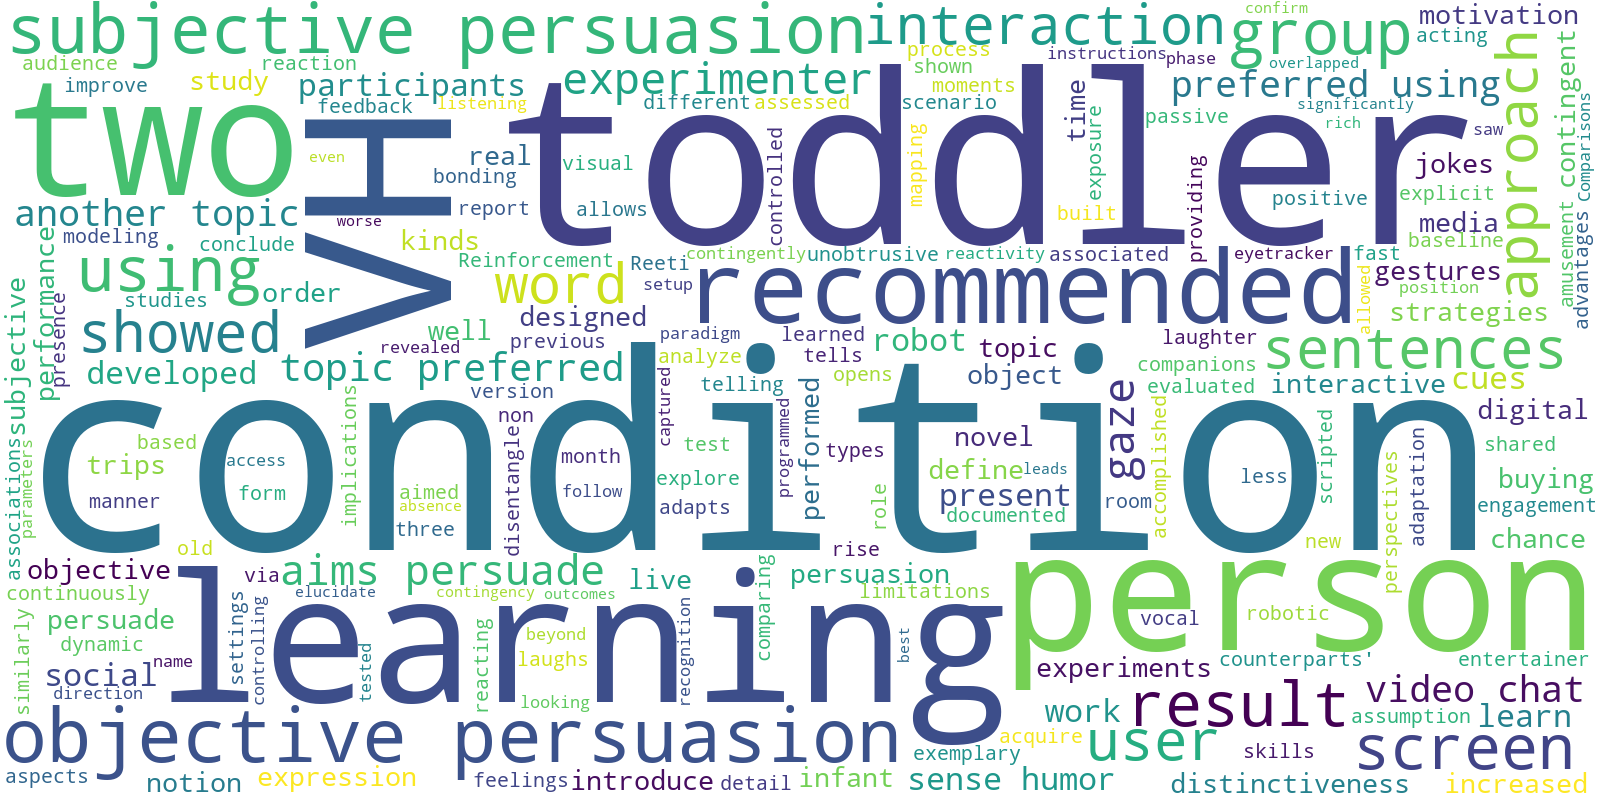 subjective persuasion
interaction
group
confirm
motivation
acting
audience
reaction
process
shown
instructions
phase
overlapped
approach
contingent
improve
study
participants
experimenter
moments
preferred using
feedback
listening
different
assessed
scenario
time
exposure
passive
significantly
rich
saw
comparisons
two
VH
toddler
even
real
bonding
visual
controlled
mapping
jokes
explicit
positive
providing
another topic
worse
report
allows
built
media
modeling
conclude
kinds
Reinforcement
Reeti
contingently
unobtrusive
reactivity
associated
eyetracker
fast
baseline
amusement
advantages
using
order
word
setup
recommended
allowed
gestures
position
strategies
performance
presence
subjective
studies
showed
well
designed
previous
revealed
paradigm
learned
laughter
robot
topic
sentences
developed
topic preferred
analyze
tells
opens
object
companions
evaluated
interactive
cues
version
telling
condition
non
captured
programmed
performed
novel
gaze
digital
based
trips
access
implications
disentangle
month
test
types
define
leads
accomplished
less
scripted
shared
buying
manner
form
aimed
absence
follow
explore
adapts
role
present
documented
room
perspectives
adaptation
engagement
associations
parameters
three
new
chance
old
rise
objective
via
aims persuade
live
comparing
persuasion
limitations
person
continuously
elucidate
contingency
outcomes
learning
persuade
settings
controlling
recognition
vocal
robotic
similarly
dynamic
tested
reacting
beyond
best
social
name
laughs
experiments
counterparts'
entertainer
direction
looking
result
video chat
objective persuasion
work
assumption
learn
acquire
user
skills
screen
exemplary
aspects
notion
expression
feelings
introduce
detail
infant
sense humor
distinctiveness
increased